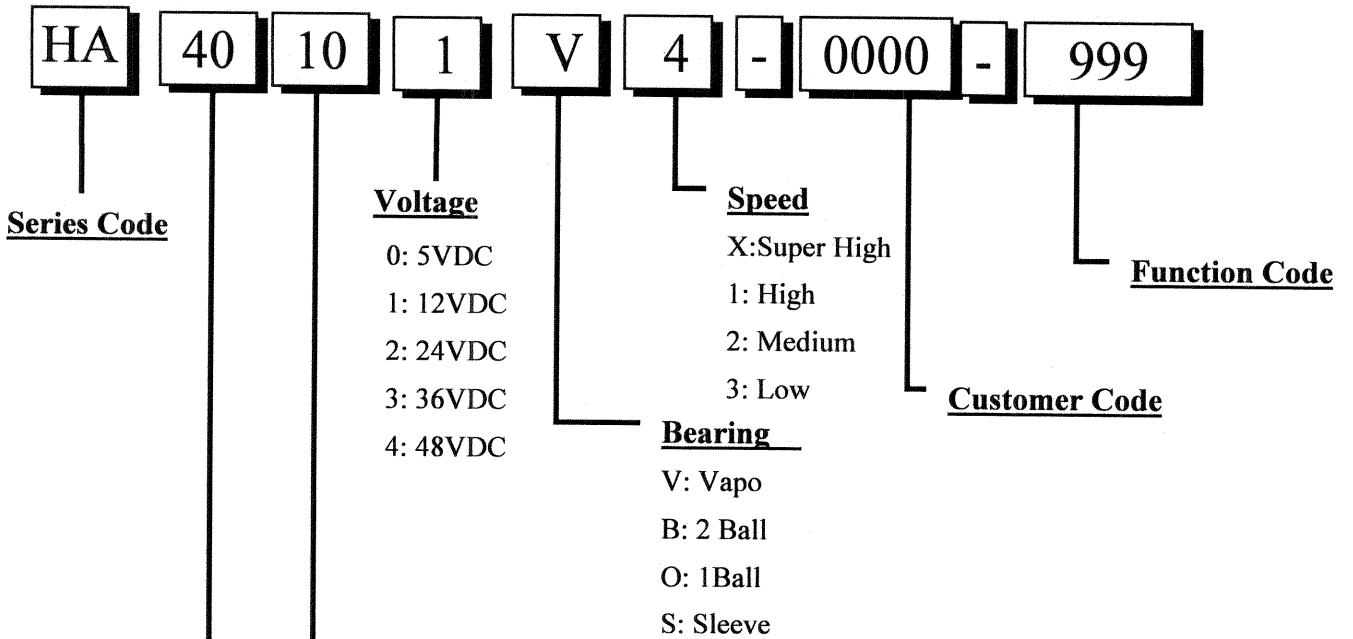 HA 40 10 1 V 4 - 0000 - 999
Series Code
Voltage
0: 5VDC
1: 12VDC
2: 24VDC
3: 36VDC
4: 48VDC
Speed
X:Super High
1: High
2: Medium
3: Low
Function Code
Customer Code
Bearing
V: Vapo
B: 2 Ball
O: 1Ball
S: Sleeve